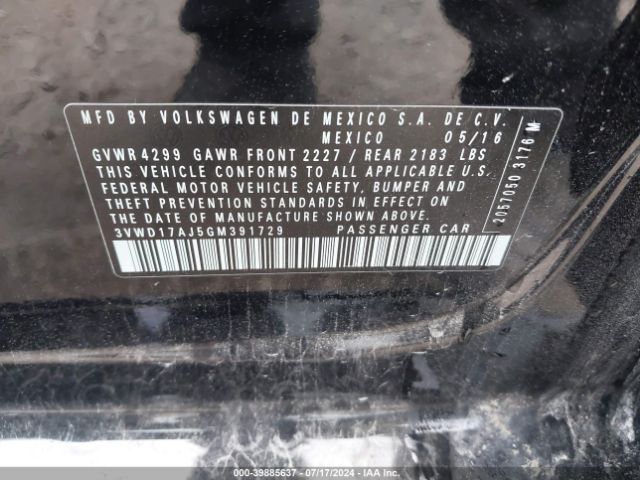 MFD BY VOLKSWAGEN DE MEXICO S.A. DE C.V.
MEXICO 05/16
GVWR 4299 GAWR FRONT 2227 / REAR 2183 LBS
THIS VEHICLE CONFORMS TO ALL APPLICABLE U.S.
FEDERAL MOTOR VEHICLE SAFETY, BUMPER AND
THEFT PREVENTION STANDARDS IN EFFECT ON
THE DATE OF MANUFACTURE SHOWN ABOVE
3VWD17AJ5GM391729 PASSENGER CAR
2057050 3176 M
000-39885637 - 07/17/2024 - IAA Inc.